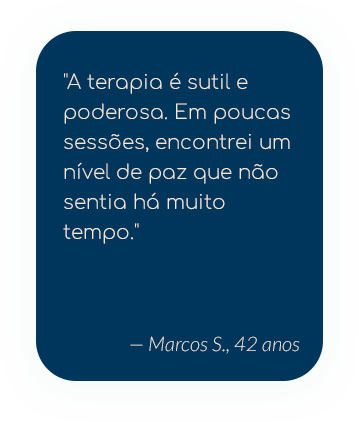 "A terapia é sutil e
poderosa. Em poucas
sessões, encontrei um
nível de paz que não
sentia há muito
tempo."
— Marcos S., 42 anos